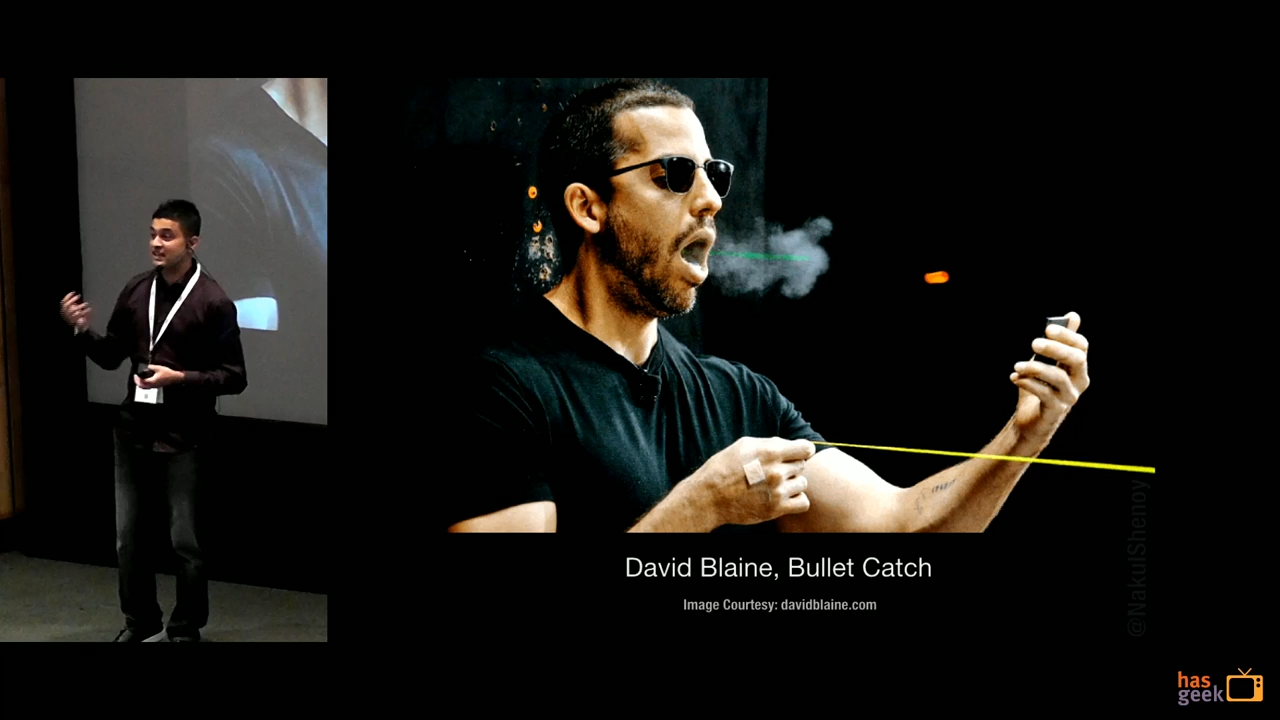 David Blaine, Bullet Catch
Image Courtesy: davidblaine.com
@NakulShenoy
has
geek